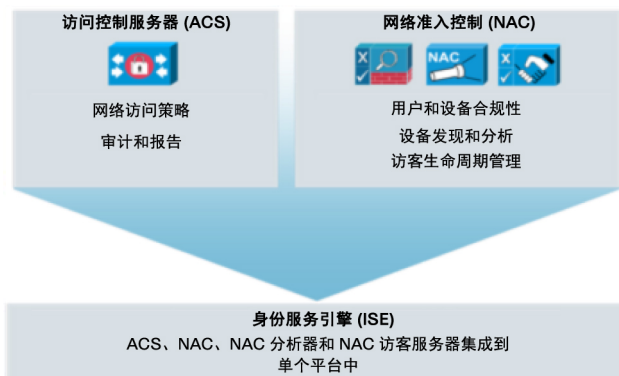 访问控制服务器 (ACS)
网络访问策略
审计和报告
网络准入控制 (NAC)
X
NAC
X
用户和设备合规性
设备发现和分析
访客生命周期管理
身份服务引擎 (ISE)
ACS、NAC、NAC 分析器和 NAC 访客服务器集成到
单个平台中